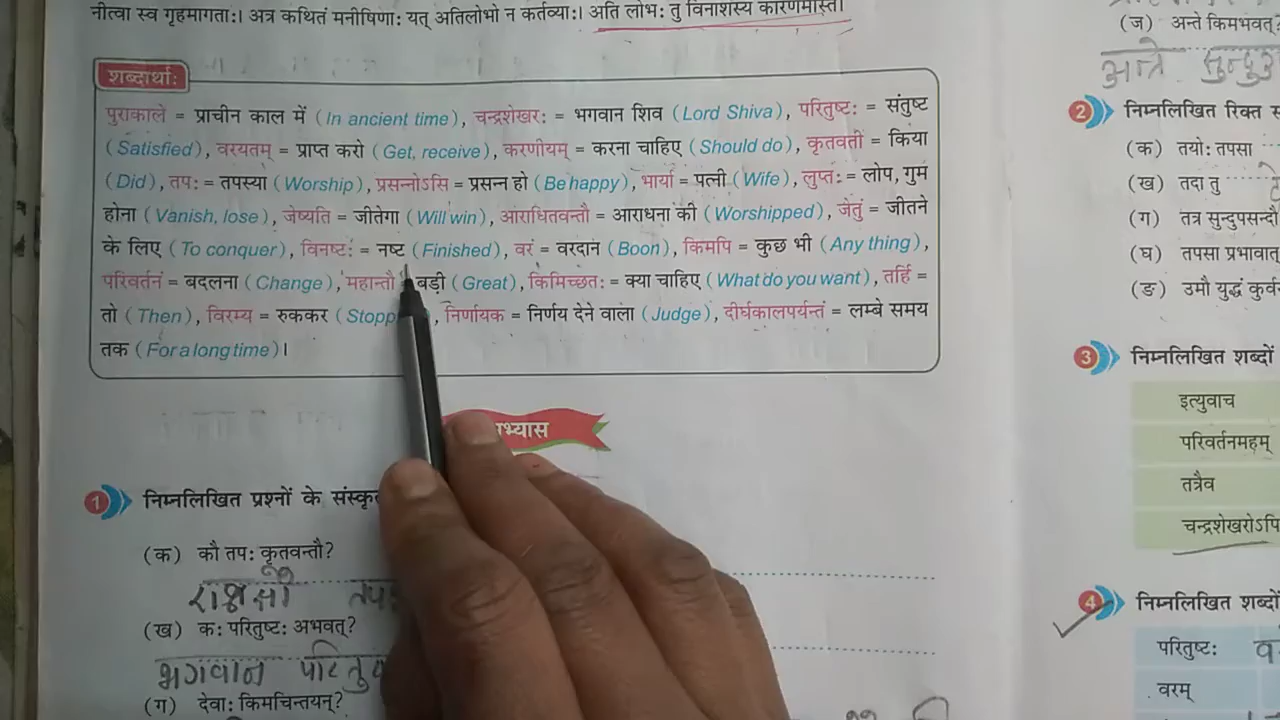 नीत्वा स्व गृहमागताः। अत्र कथितं मनीषिणाः यत् अतिलोभो न कर्तव्याः। अति लोभः तु विनाशस्य कारणमस्ति।
शब्दार्थाः
पुराकाले = प्राचीन काल में (In ancient time), चन्द्रशेखरः = भगवान शिव (Lord Shiva), परितुष्टः = संतुष्ट
(Satisfied), वरयतम् = प्राप्त करो (Get, receive), करणीयम् = करना चाहिए (Should do), कृतवतौ = किया
(Did), तपः = तपस्या (Worship), प्रसन्नोऽसि = प्रसन्न हो (Be happy), भार्या = पत्नी (Wife), लुप्तः = लोप, गुम
होना (Vanish, lose), जेष्यति = जीतेगा (Will win), आराधितवन्तौ = आराधना की (Worshipped), जेतुं = जीतने
के लिए (To conquer), विनष्टः = नष्ट (Finished), वरं = वरदान (Boon), किमपि = कुछ भी (Any thing),
परिवर्तनं = बदलना (Change), महान्तौ बड़ी (Great), किमिच्छतः = क्या चाहिए (What do you want), तर्हि =
तो (Then), विरम्य = रुककर (Stopp , निर्णायक = निर्णय देने वाला (Judge), दीर्घकालपर्यन्तं = लम्बे समय
तक (For a long time)।
भ्यास
1 निम्नलिखित प्रश्नों के संस्कृ
(क) कौ तपः कृतवन्तौ?
राक्षसौ तप
(ख) कः परितुष्टः अभवत्?
भगवान परितु
(ग) देवाः किमचिन्तयन्?
(ज) अन्ते किमभवत्
अन्ते सुन्दु
2 निम्नलिखित रिक्त
(क) तयोः तपसा
(ख) तदा तु
(ग) तत्र सुन्दुपसन्दौ
(घ) तपसा प्रभावात्
(ङ) उमौ युद्धं कुर्व
3 निम्नलिखित शब्दों
इत्युवाच
परिवर्तनमहम्
तत्रैव
चन्द्रशेखरोऽपि
4 निम्नलिखित शब्दों
परितुष्टः
वरम्